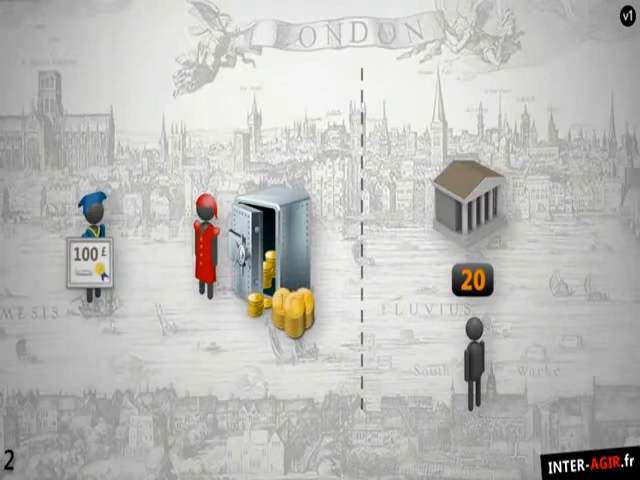 v1
LONDON
100£
20
MESIS
FLUVIUS
South
warke
2
INTER-AGIR.fr